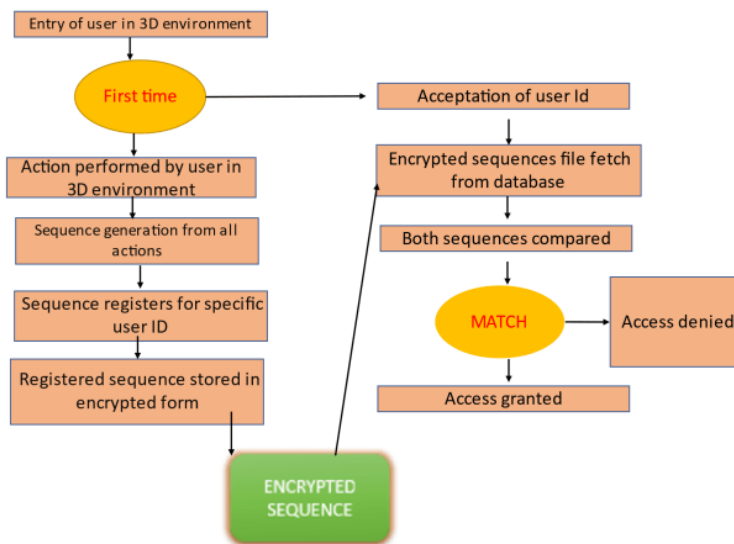 Entry of user in 3D environment
First time
Action performed by user in
3D environment
Sequence generation from all
actions
Sequence registers for specific
user ID
Registered sequence stored in
encrypted form
ENCRYPTED
SEQUENCE
Acceptation of user Id
Encrypted sequences file fetch
from database
Both sequences compared
MATCH
Access denied
Access granted